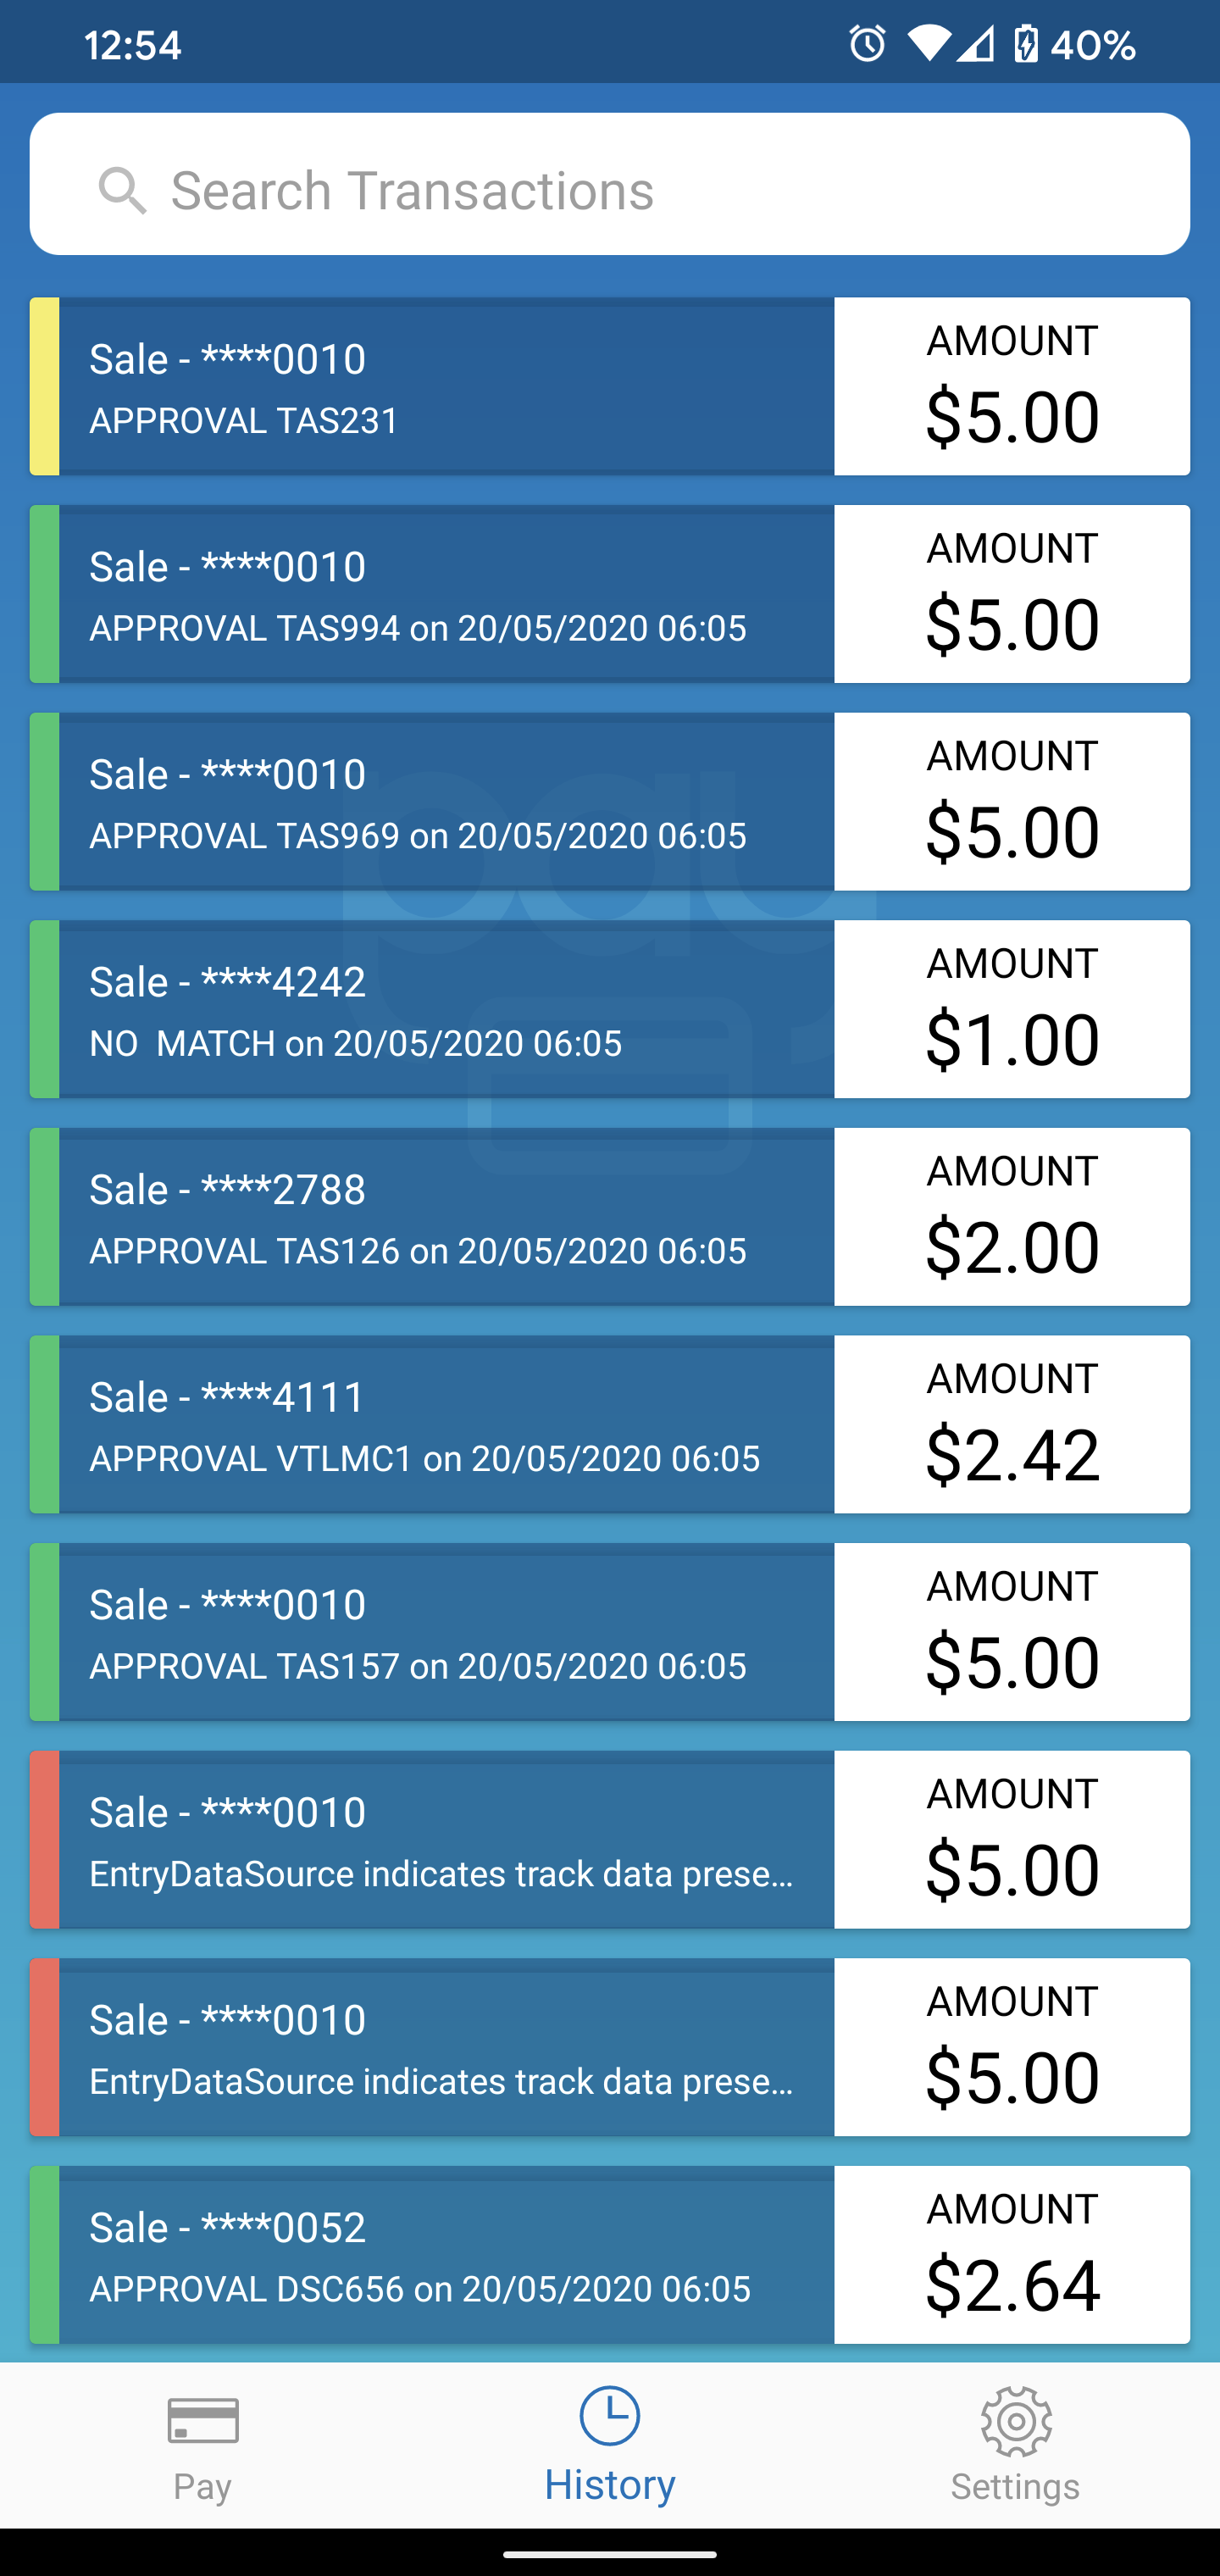 12:54 40%
Search Transactions
Sale - ****0010
APPROVAL TAS231
AMOUNT
$5.00
Sale - ****0010
APPROVAL TAS994 on 20/05/2020 06:05
AMOUNT
$5.00
Sale - ****0010
APPROVAL TAS969 on 20/05/2020 06:05
AMOUNT
$5.00
Sale - ****4242
NO  MATCH on 20/05/2020 06:05
AMOUNT
$1.00
Sale - ****2788
APPROVAL TAS126 on 20/05/2020 06:05
AMOUNT
$2.00
Sale - ****4111
APPROVAL VTLMC1 on 20/05/2020 06:05
AMOUNT
$2.42
Sale - ****0010
APPROVAL TAS157 on 20/05/2020 06:05
AMOUNT
$5.00
Sale - ****0010
EntryDataSource indicates track data prese…
AMOUNT
$5.00
Sale - ****0010
EntryDataSource indicates track data prese…
AMOUNT
$5.00
Sale - ****0052
APPROVAL DSC656 on 20/05/2020 06:05
AMOUNT
$2.64
pay
Pay
History
Settings